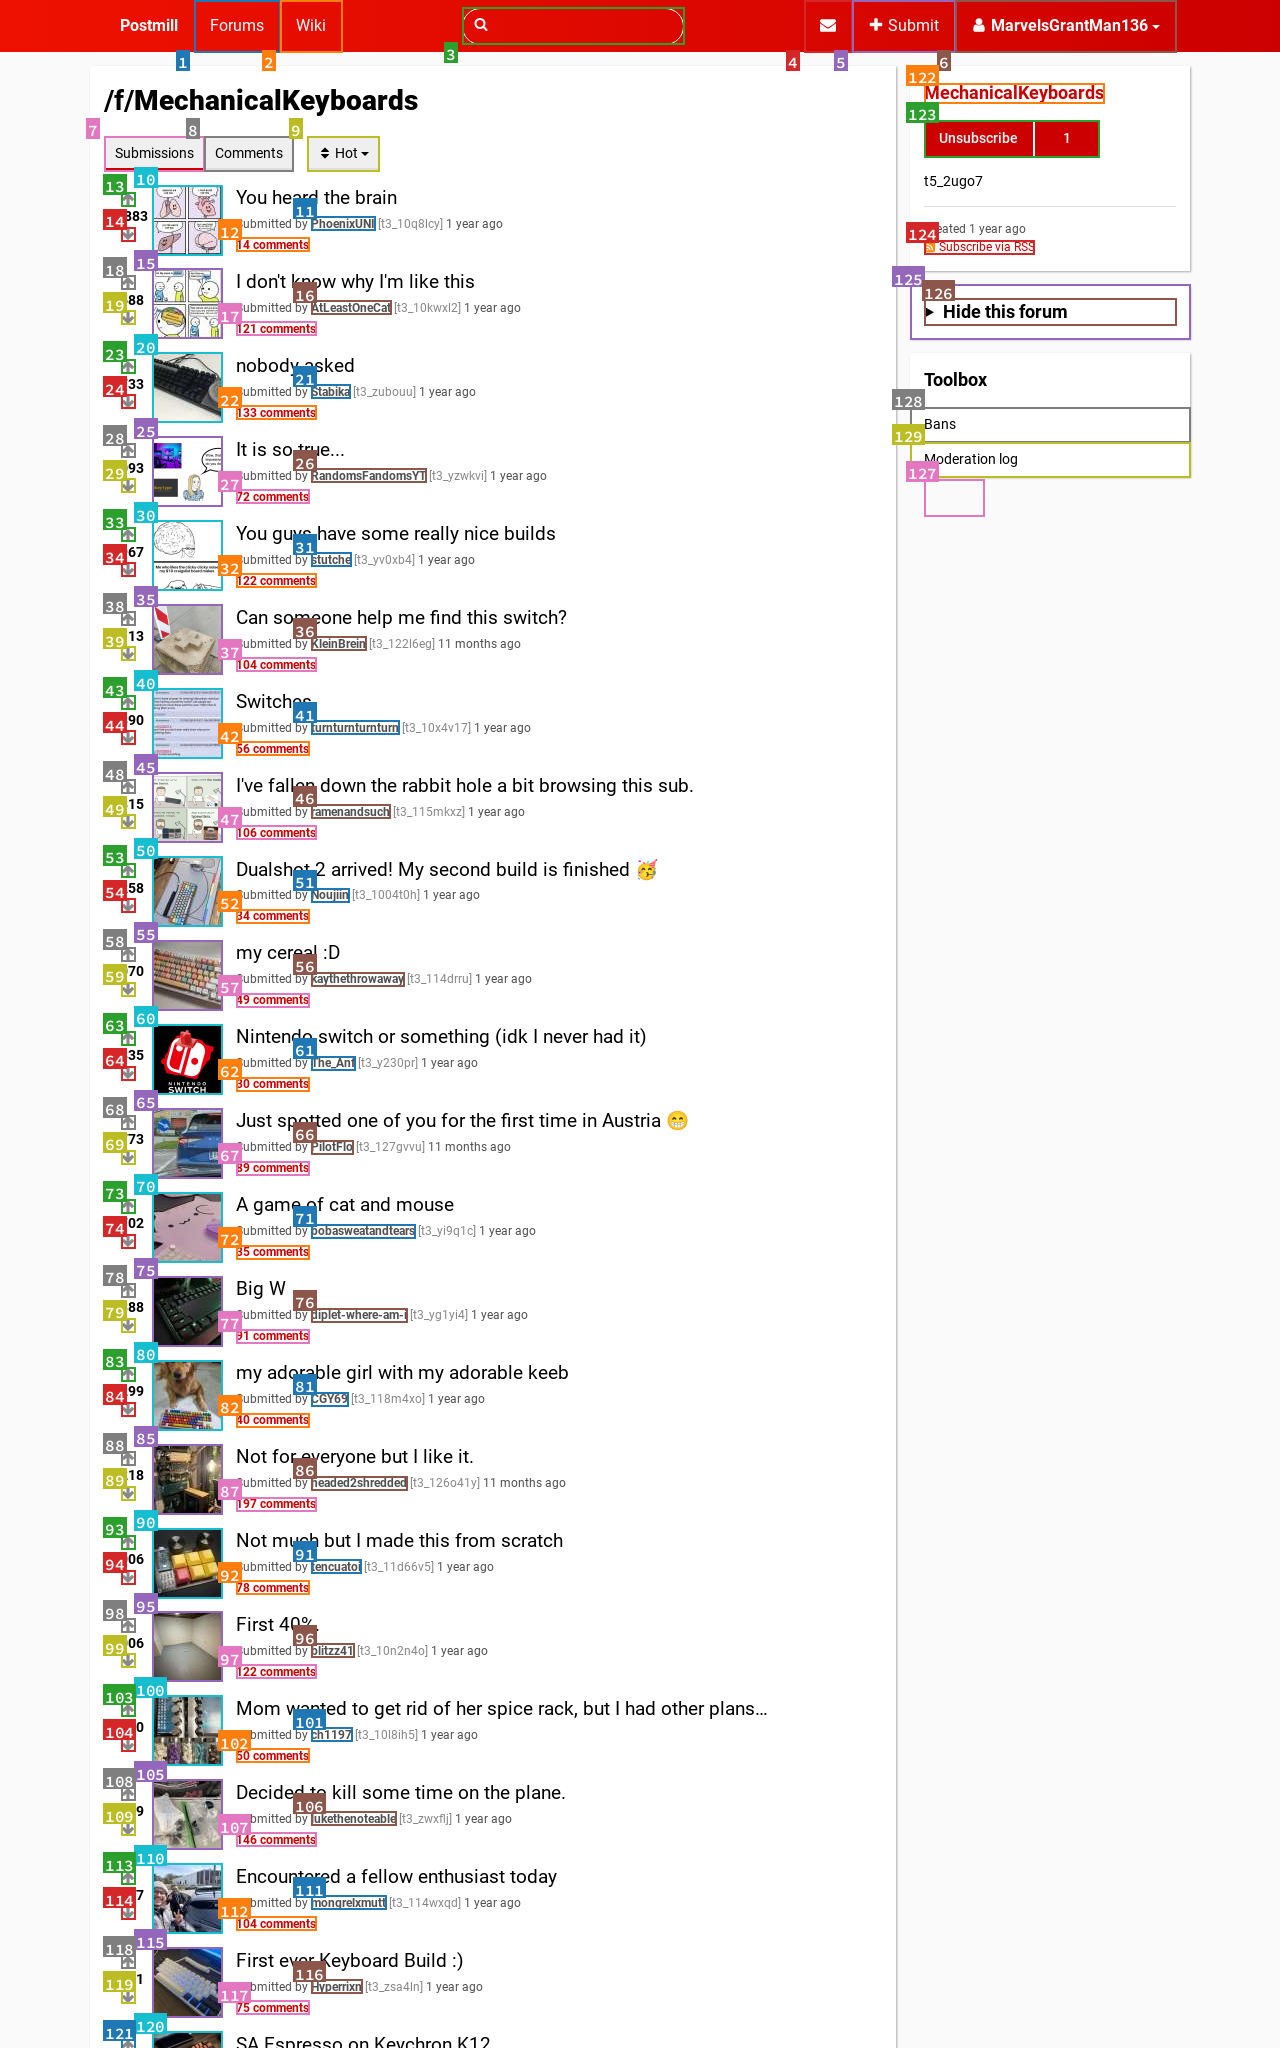 Postmill Forums Wiki Submit MarvelsGrantMan136
1 2 3 4 5 6
/f/MechanicalKeyboards
7 8 9
Submissions Comments Hot
13 10 You heard the brain
14 383 11
12 submitted by PhoenixUNI [t3_10q8lcy] 1 year ago
14 comments
18 15 I don't know why I'm like this
19 88 16
17 submitted by AtLeastOneCat [t3_10kwxl2] 1 year ago
121 comments
23 20 nobody asked
24 33 21
22 submitted by Stabika [t3_zubouu] 1 year ago
133 comments
28 25 It is so true...
29 93 26
27 submitted by RandomsFandomsYT [t3_yzwkvi] 1 year ago
72 comments
33 30 You guys have some really nice builds
34 67 31
32 submitted by stutche [t3_yv0xb4] 1 year ago
122 comments
38 35 Can someone help me find this switch?
39 13 36
37 submitted by KleinBrein [t3_122l6eg] 11 months ago
104 comments
43 40 Switches
44 90 41
42 submitted by turnturnturnturn [t3_10x4v17] 1 year ago
56 comments
48 45 I've fallen down the rabbit hole a bit browsing this sub.
49 15 46
47 submitted by ramenandsuch [t3_115mkxz] 1 year ago
106 comments
53 50 Dualshot 2 arrived! My second build is finished 🥳
54 58 51
52 submitted by Noujiin [t3_1004t0h] 1 year ago
34 comments
58 55 my cereal :D
59 70 56
57 submitted by kaythethrowaway [t3_114drru] 1 year ago
49 comments
63 60 Nintendo switch or something (idk I never had it)
64 35 61
62 submitted by The_Anf [t3_y230pr] 1 year ago
NINTENDO
SWITCH
30 comments
68 65 Just spotted one of you for the first time in Austria 😁
69 73 66
67 submitted by PilotFlo [t3_127gvvu] 11 months ago
89 comments
73 70 A game of cat and mouse
74 02 71
72 submitted by bobasweatandtears [t3_yi9q1c] 1 year ago
35 comments
78 75 Big W
79 88 76
77 submitted by diplet-where-am-i [t3_yg1yi4] 1 year ago
91 comments
83 80 my adorable girl with my adorable keeb
84 99 81
82 submitted by CGY69 [t3_118m4xo] 1 year ago
40 comments
88 85 Not for everyone but I like it.
89 18 86
87 submitted by headed2shredded [t3_126o41y] 11 months ago
197 comments
93 90 Not much but I made this from scratch
94 06 91
92 submitted by tencuatoi [t3_11d66v5] 1 year ago
78 comments
98 95 First 40%.
99 06 96
97 submitted by blitzz41 [t3_10n2n4o] 1 year ago
122 comments
103 100 Mom wanted to get rid of her spice rack, but I had other plans…
104 0 101
102 submitted by ch1197 [t3_10l8ih5] 1 year ago
50 comments
108 105 Decided to kill some time on the plane.
109 9 106
107 submitted by lukethenoteable [t3_zwxflj] 1 year ago
146 comments
113 110 Encountered a fellow enthusiast today
114 7 111
112 submitted by mongrelxmutt [t3_114wxqd] 1 year ago
104 comments
118 115 First ever Keyboard Build :)
119 1 116
117 submitted by Hyperrixn [t3_zsa4ln] 1 year ago
75 comments
121 120 SA Espresso on Keychron K12
122
MechanicalKeyboards
123
Unsubscribe 1
t5_2ugo7
124 Created 1 year ago
Subscribe via RSS
125 126
Hide this forum
Toolbox
128
Bans
129
Moderation log
127